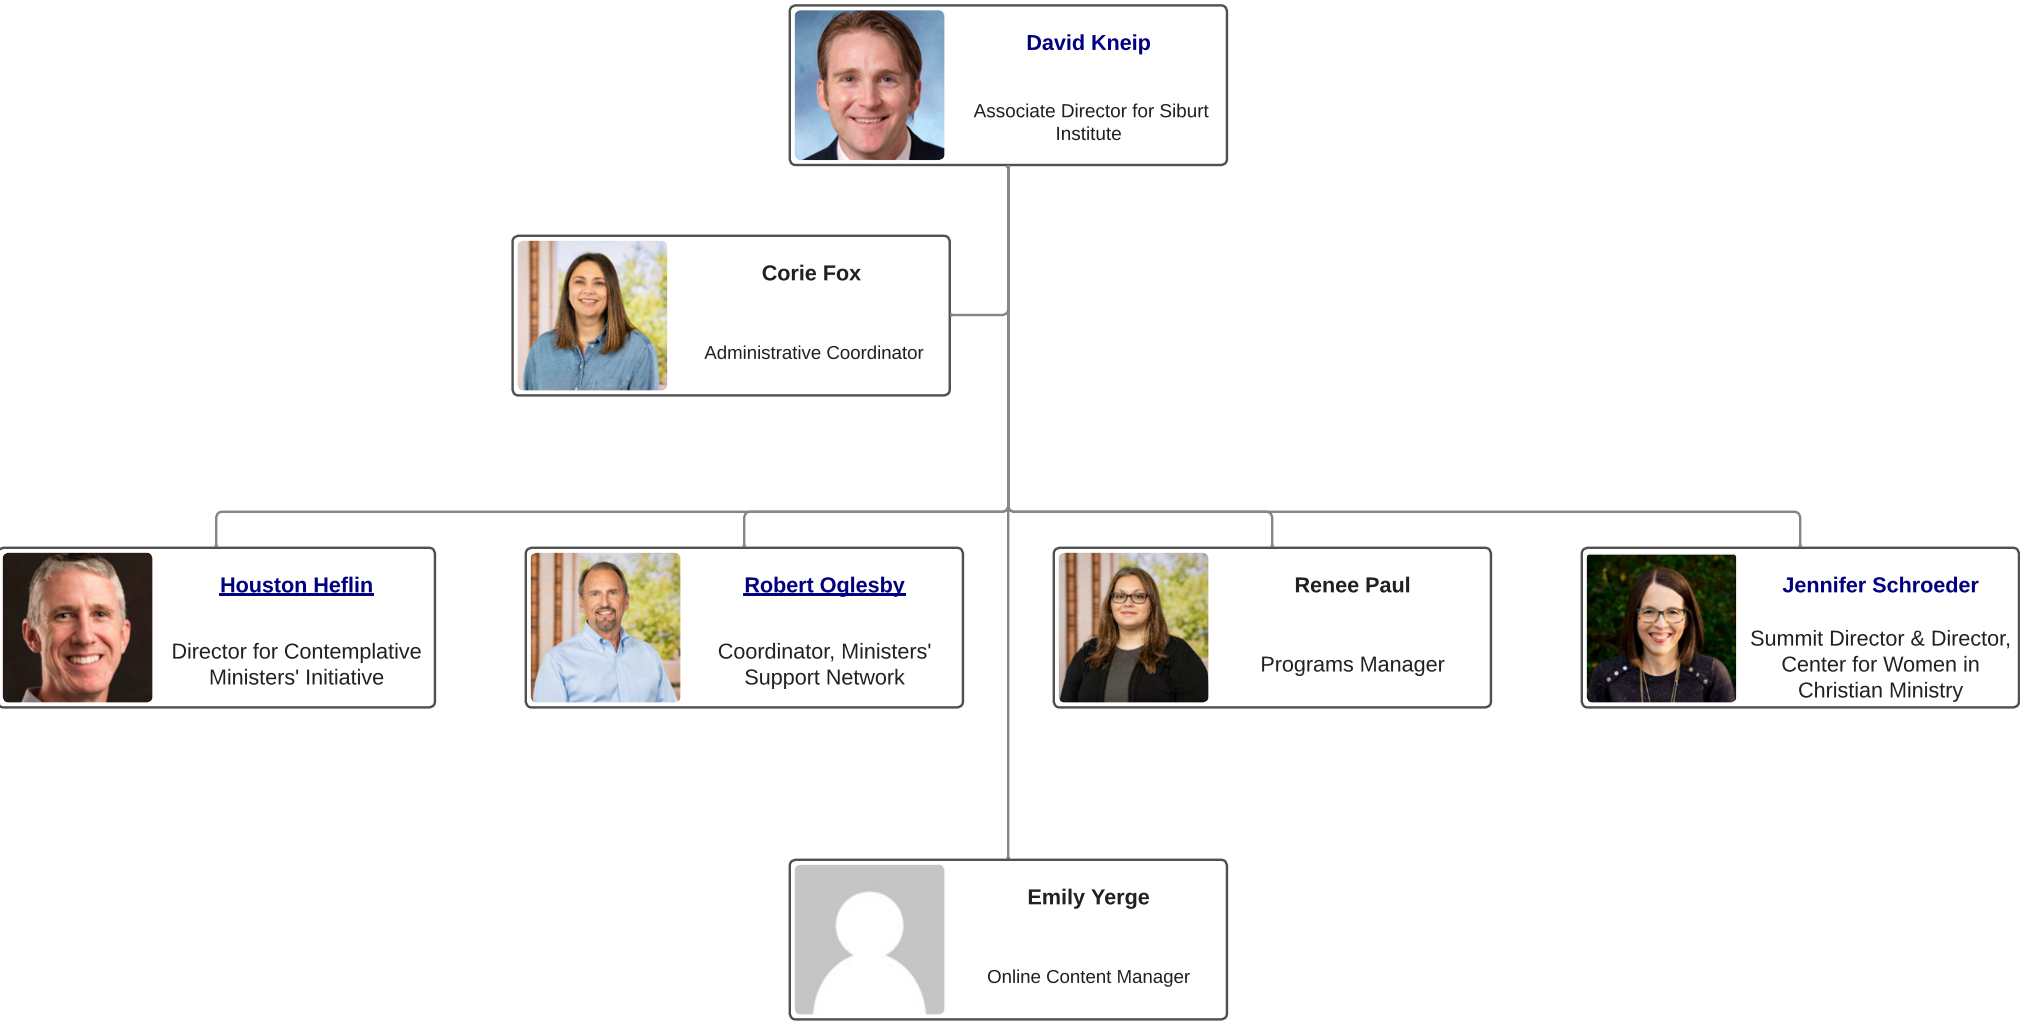 David Kneip
Associate Director for Siburt
Institute
Corie Fox
Administrative Coordinator
Houston Heflin
Director for Contemplative
Ministers' Initiative
Robert Oglesby
Coordinator, Ministers'
Support Network
Renee Paul
Programs Manager
Jennifer Schroeder
Summit Director & Director,
Center for Women in
Christian Ministry
Emily Yerge
Online Content Manager